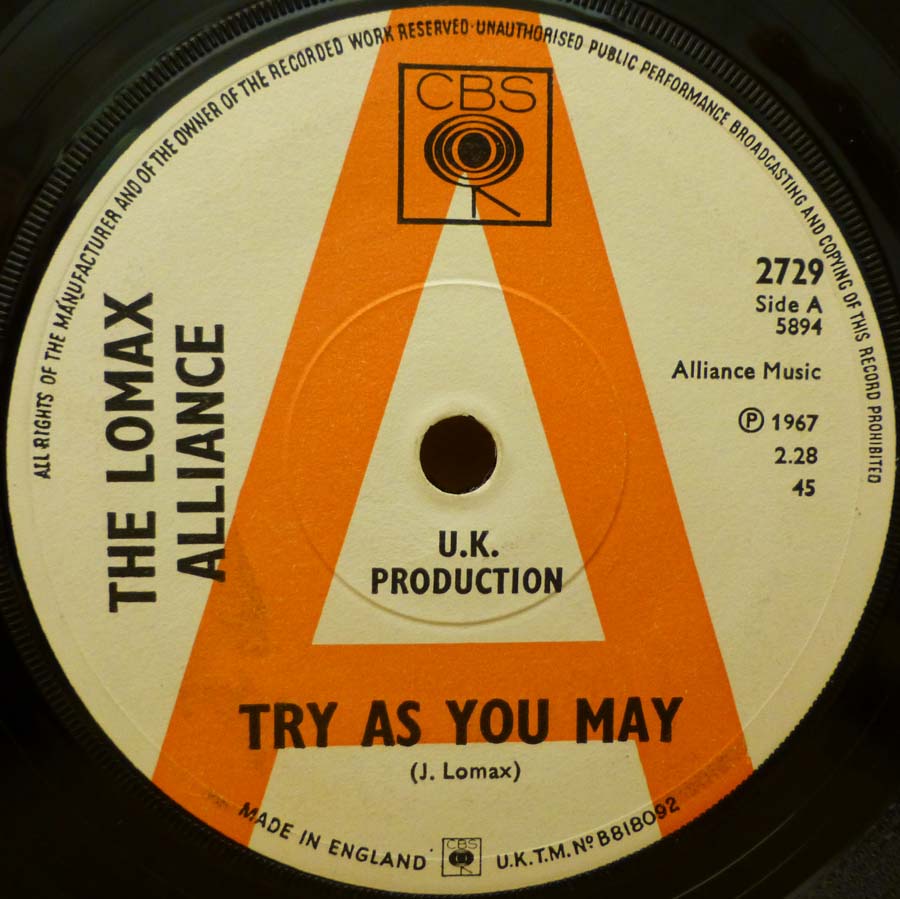 ALL RIGHTS OF THE MANUFACTURER AND OF THE OWNER OF THE RECORDED WORK RESERVED·UNAUTHORISED PUBLIC PERFORMANCE BROADCASTING AND COPYING OF THIS RECORD PROHIBITED
CBS
THE LOMAX
ALLIANCE
2729
Side A
5894
Alliance Music
Ⓟ 1967
2.28
45
U.K.
PRODUCTION
A
TRY AS YOU MAY
(J. Lomax)
MADE IN ENGLAND
CBS
U.K.T.M. Nº B818092